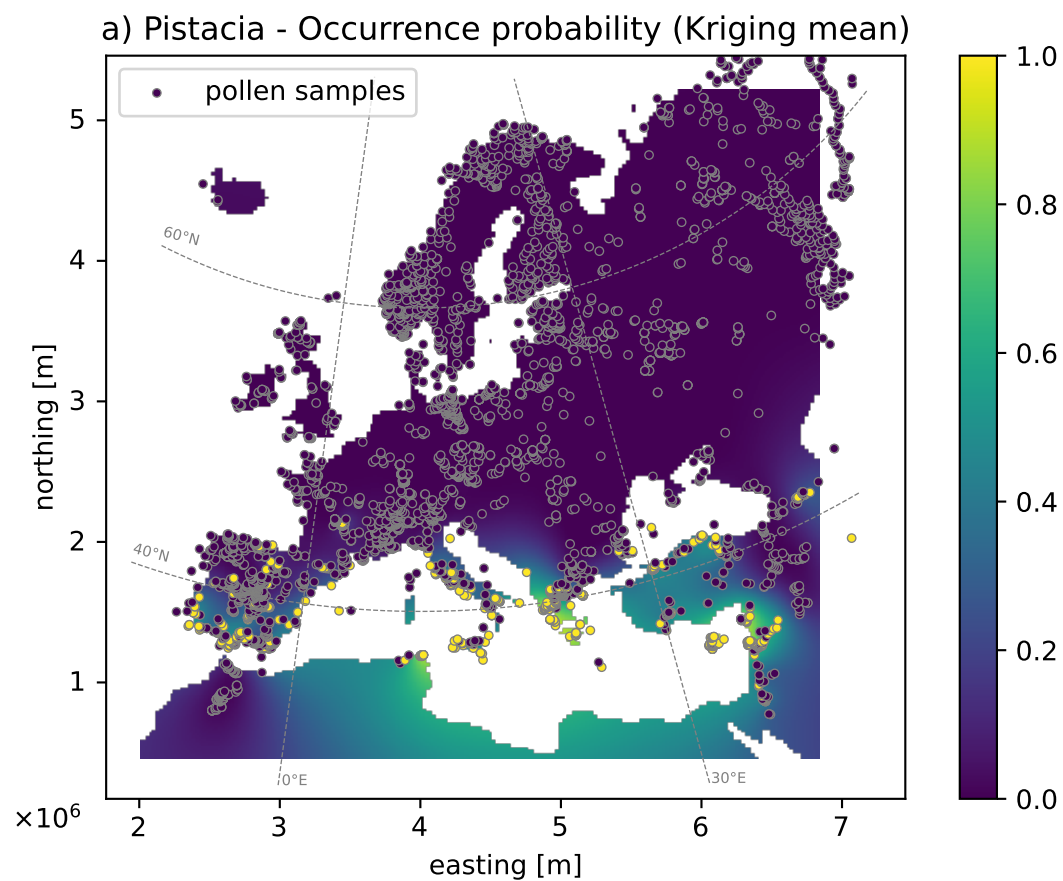 a) Pistacia - Occurrence probability (Kriging mean)
pollen samples
60°N
40°N
0°E
30°E
5
4
3
2
1
northing [m]
×10⁶
2
3
4
5
6
7
easting [m]
1.0
0.8
0.6
0.4
0.2
0.0